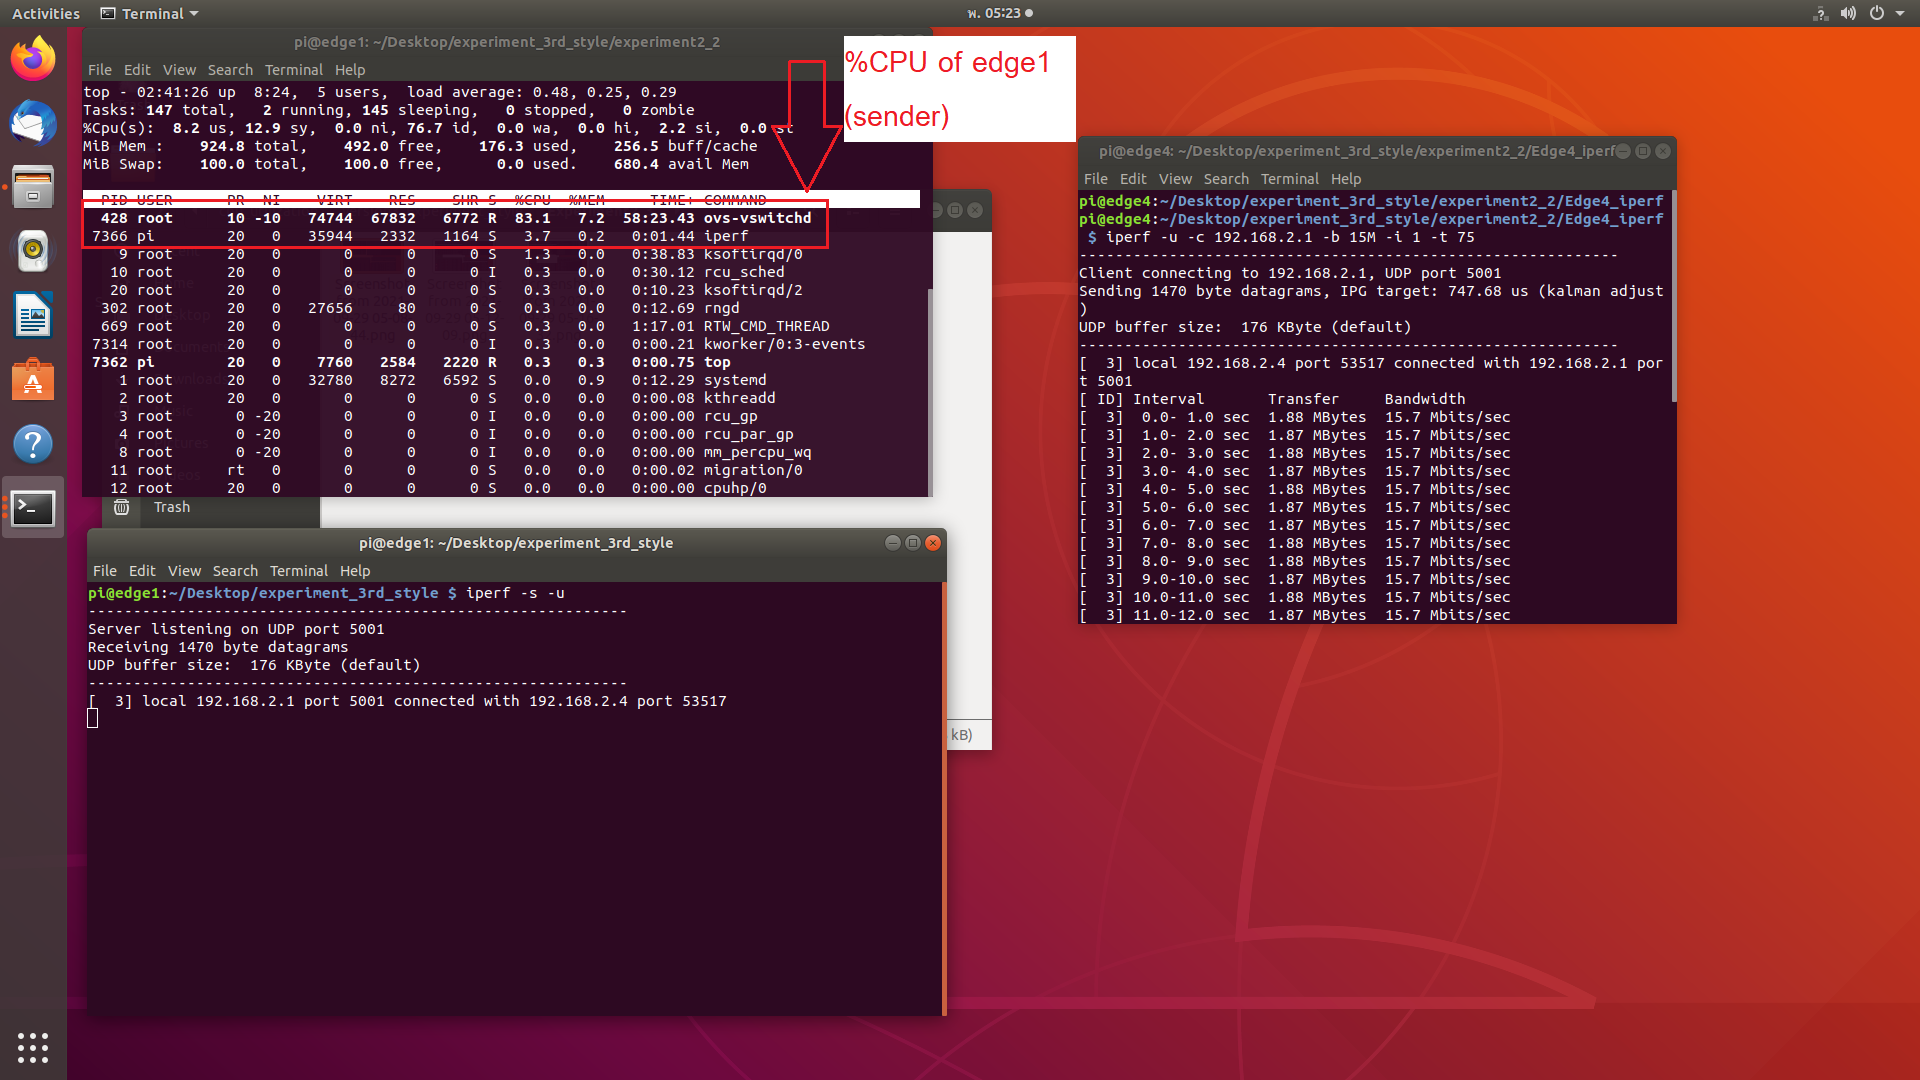 Activities
Terminal
พ. 05:23
pi@edge1: ~/Desktop/experiment_3rd_style/experiment2_2
File Edit View Search Terminal Help
top - 02:41:26 up 8:24, 5 users, load average: 0.48, 0.25, 0.29
Tasks: 147 total, 2 running, 145 sleeping, 0 stopped, 0 zombie
%Cpu(s): 8.2 us, 12.9 sy, 0.0 ni, 76.7 id, 0.0 wa, 0.0 hi, 2.2 si, 0.0 st
MiB Mem : 924.8 total, 492.0 free, 176.3 used, 256.5 buff/cache
MiB Swap: 100.0 total, 100.0 free, 0.0 used. 680.4 avail Mem
PID USER PR NI VIRT RES SHR S %CPU %MEM TIME+ COMMAND
428 root 10 -10 74744 67832 6772 R 83.1 7.2 58:23.43 ovs-vswitchd
7366 pi 20 0 35944 2332 1164 S 3.7 0.2 0:01.44 iperf
9 root 20 0 0 0 0 S 1.3 0.0 0:38.83 ksoftirqd/0
10 root 20 0 0 0 0 I 0.3 0.0 0:30.12 rcu_sched
20 root 20 0 0 0 0 S 0.3 0.0 0:10.23 ksoftirqd/2
302 root 20 0 27656 80 0 S 0.3 0.0 0:12.69 rngd
669 root 20 0 0 0 0 S 0.3 0.0 1:17.01 RTW_CMD_THREAD
7314 root 20 0 0 0 0 I 0.3 0.0 0:00.21 kworker/0:3-events
7362 pi 20 0 7760 2584 2220 R 0.3 0.3 0:00.75 top
1 root 20 0 32780 8272 6592 S 0.0 0.9 0:12.29 systemd
2 root 20 0 0 0 0 S 0.0 0.0 0:00.08 kthreadd
3 root 0 -20 0 0 0 I 0.0 0.0 0:00.00 rcu_gp
4 root 0 -20 0 0 0 I 0.0 0.0 0:00.00 rcu_par_gp
8 root 0 -20 0 0 0 I 0.0 0.0 0:00.00 mm_percpu_wq
11 root rt 0 0 0 0 S 0.0 0.0 0:00.02 migration/0
12 root 20 0 0 0 0 S 0.0 0.0 0:00.00 cpuhp/0
%CPU of edge1
(sender)
Trash
kB)
pi@edge1: ~/Desktop/experiment_3rd_style
File Edit View Search Terminal Help
pi@edge1:~/Desktop/experiment_3rd_style $ iperf -s -u
------------------------------------------------------------
Server listening on UDP port 5001
Receiving 1470 byte datagrams
UDP buffer size: 176 KByte (default)
------------------------------------------------------------
[ 3] local 192.168.2.1 port 5001 connected with 192.168.2.4 port 53517
pi@edge4: ~/Desktop/experiment_3rd_style/experiment2_2/Edge4_iperf
File Edit View Search Terminal Help
pi@edge4:~/Desktop/experiment_3rd_style/experiment2_2/Edge4_iperf
pi@edge4:~/Desktop/experiment_3rd_style/experiment2_2/Edge4_iperf
$ iperf -u -c 192.168.2.1 -b 15M -i 1 -t 75
------------------------------------------------------------
Client connecting to 192.168.2.1, UDP port 5001
Sending 1470 byte datagrams, IPG target: 747.68 us (kalman adjust
)
UDP buffer size: 176 KByte (default)
------------------------------------------------------------
[ 3] local 192.168.2.4 port 53517 connected with 192.168.2.1 por
t 5001
[ ID] Interval Transfer Bandwidth
[ 3] 0.0- 1.0 sec 1.88 MBytes 15.7 Mbits/sec
[ 3] 1.0- 2.0 sec 1.87 MBytes 15.7 Mbits/sec
[ 3] 2.0- 3.0 sec 1.88 MBytes 15.7 Mbits/sec
[ 3] 3.0- 4.0 sec 1.87 MBytes 15.7 Mbits/sec
[ 3] 4.0- 5.0 sec 1.88 MBytes 15.7 Mbits/sec
[ 3] 5.0- 6.0 sec 1.87 MBytes 15.7 Mbits/sec
[ 3] 6.0- 7.0 sec 1.87 MBytes 15.7 Mbits/sec
[ 3] 7.0- 8.0 sec 1.88 MBytes 15.7 Mbits/sec
[ 3] 8.0- 9.0 sec 1.88 MBytes 15.7 Mbits/sec
[ 3] 9.0-10.0 sec 1.87 MBytes 15.7 Mbits/sec
[ 3] 10.0-11.0 sec 1.88 MBytes 15.7 Mbits/sec
[ 3] 11.0-12.0 sec 1.87 MBytes 15.7 Mbits/sec